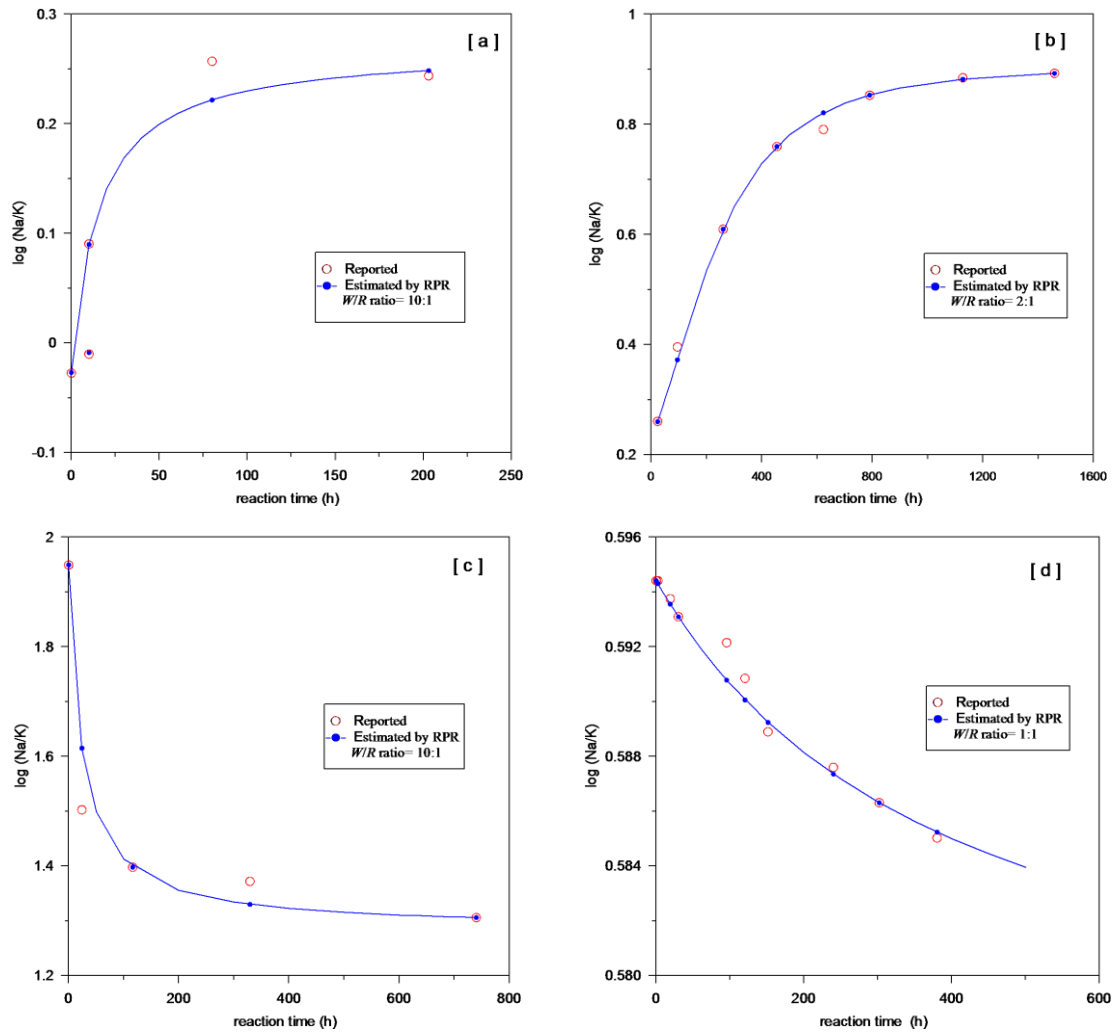 [ a ]
0.3
0.2
0.1
0
-0.1
log (Na/K)
0 50 100 150 200 250
reaction time (h)
Reported
Estimated by RPR
W/R ratio= 10:1
[ b ]
1
0.8
0.6
0.4
0.2
log (Na/K)
0 400 800 1200 1600
reaction time (h)
Reported
Estimated by RPR
W/R ratio= 2:1
[ c ]
2
1.8
1.6
1.4
1.2
log (Na/K)
0 200 400 600 800
reaction time (h)
Reported
Estimated by RPR
W/R ratio= 10:1
[ d ]
0.596
0.592
0.588
0.584
0.580
log (Na/K)
0 200 400 600
reaction time (h)
Reported
Estimated by RPR
W/R ratio= 1:1